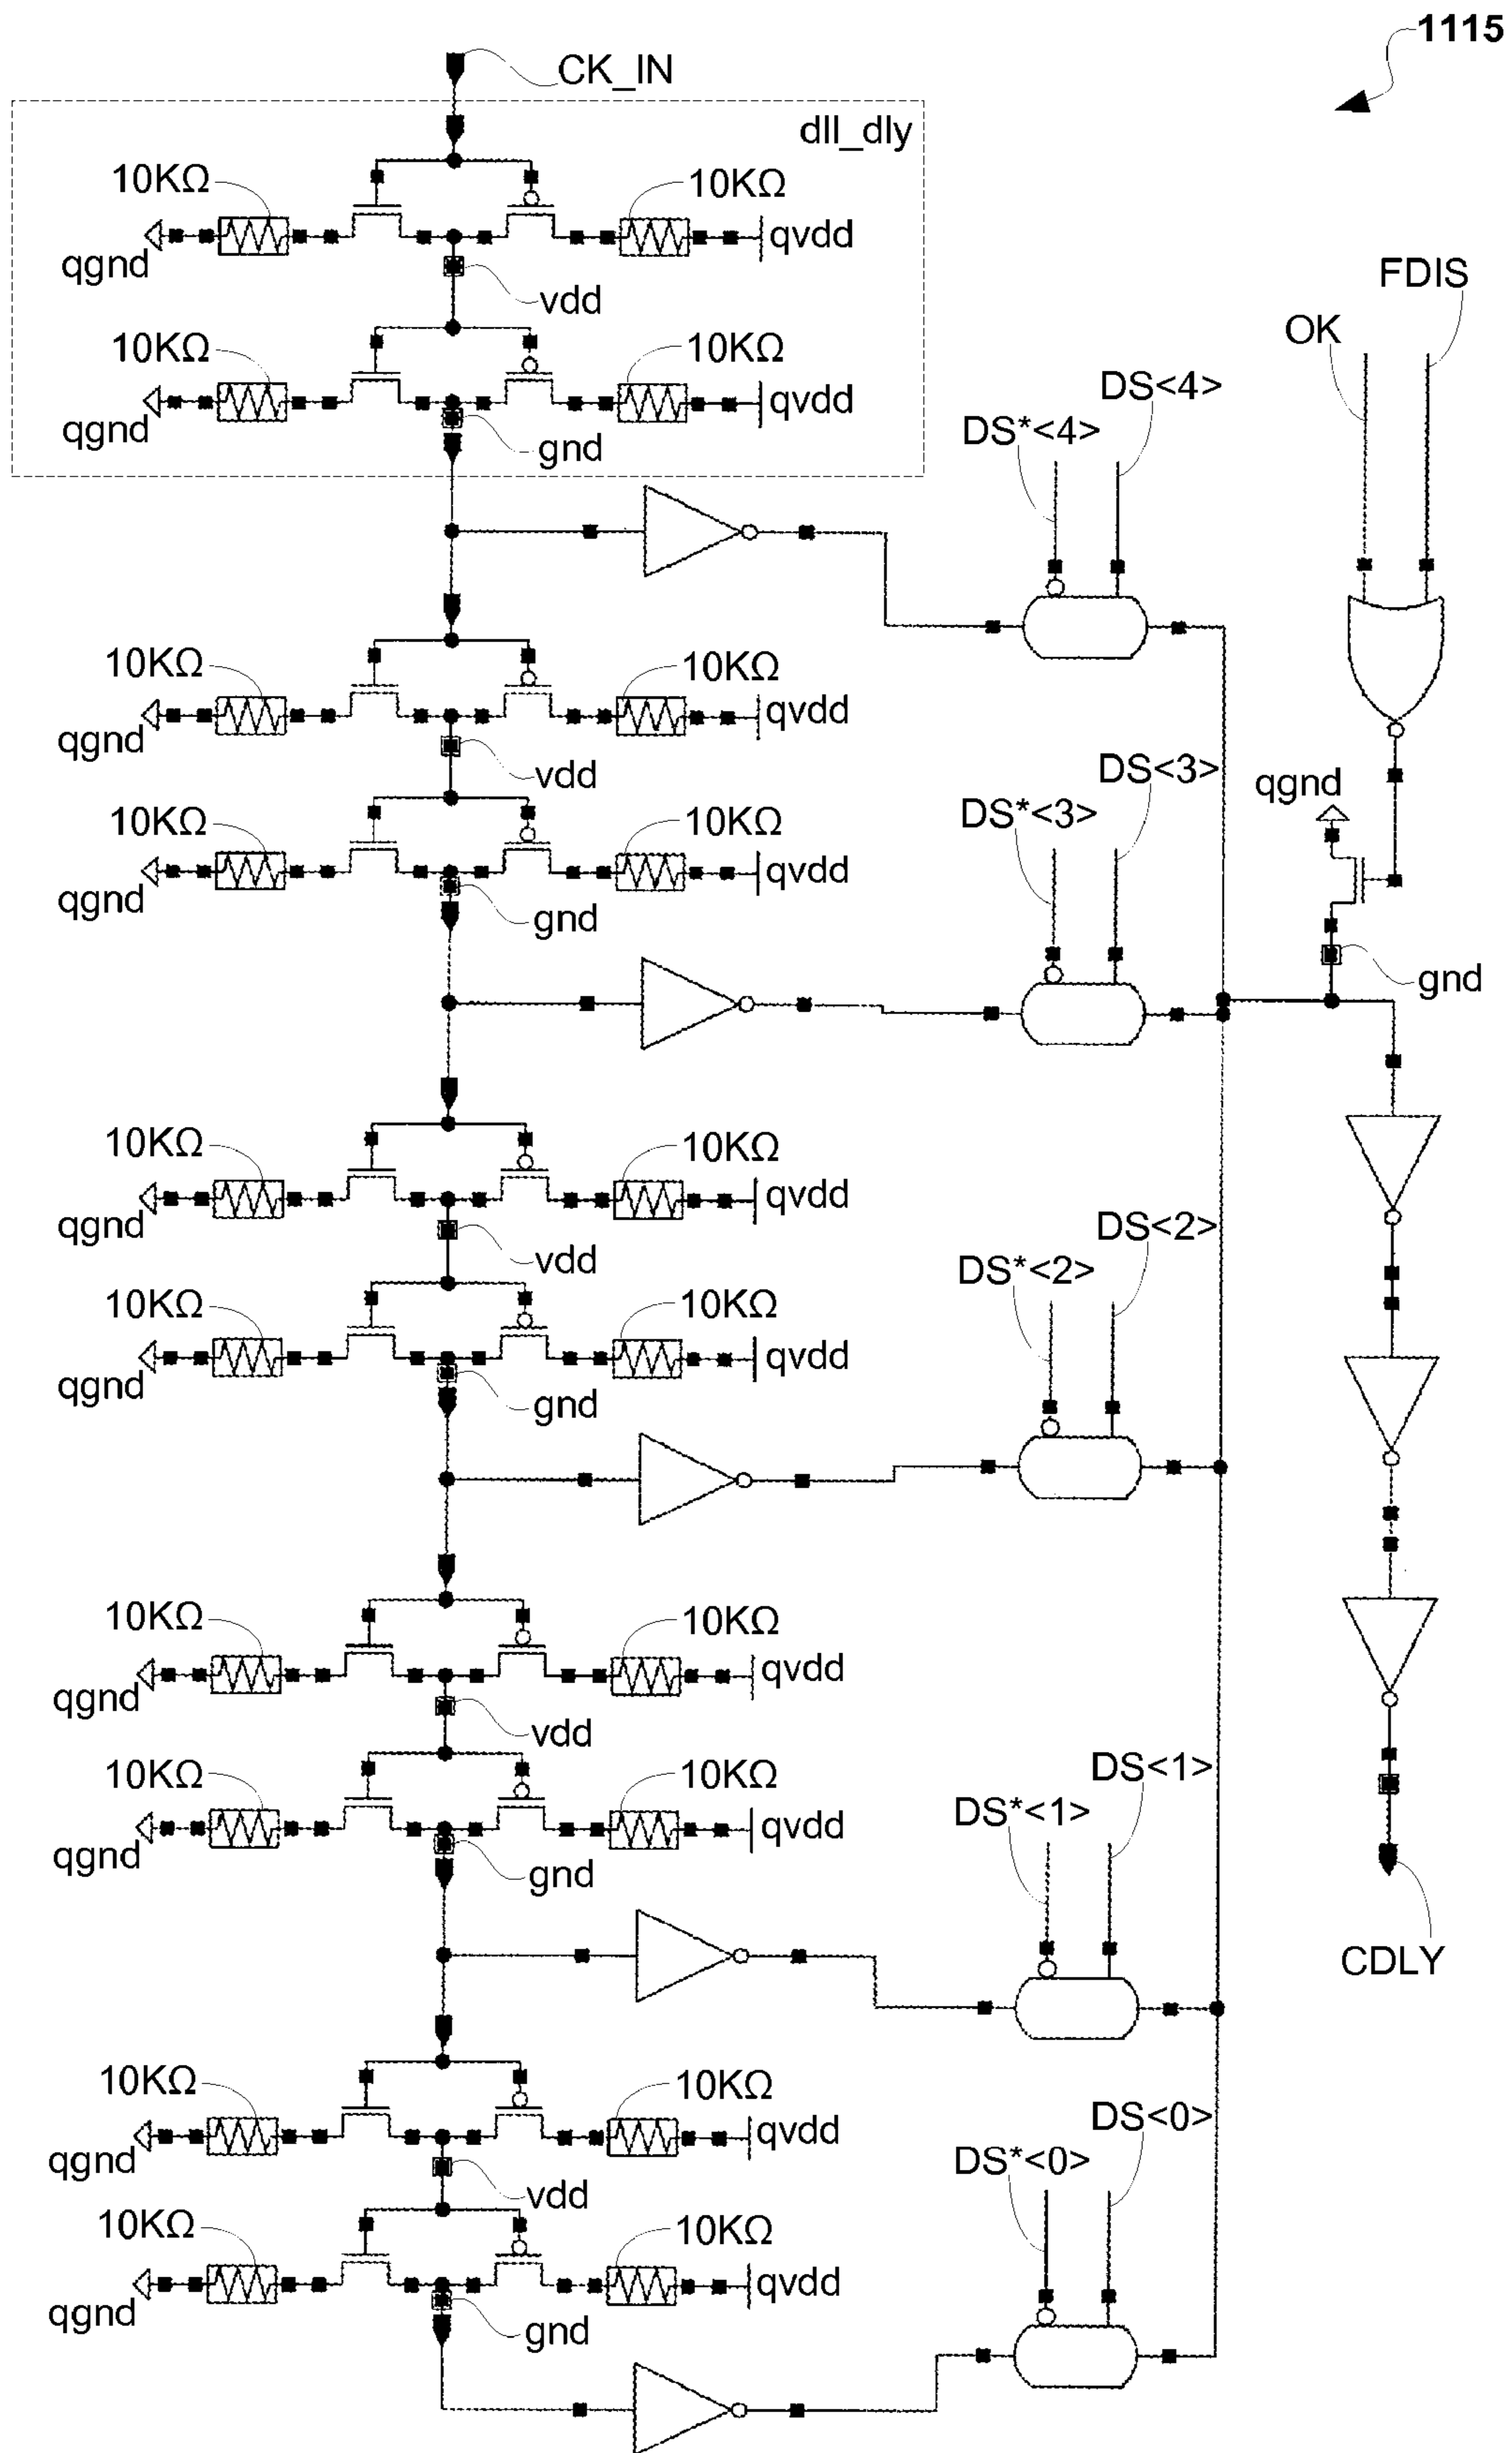 1115
CK_IN
dll_dly
10KΩ 10KΩ
qgnd qvdd
vdd
10KΩ 10KΩ
qgnd qvdd
gnd
FDIS
OK
DS<4>
DS*<4>
10KΩ 10KΩ
qgnd qvdd
vdd
10KΩ 10KΩ
qgnd qvdd
gnd
DS<3>
DS*<3>
qgnd
gnd
10KΩ 10KΩ
qgnd qvdd
vdd
10KΩ 10KΩ
qgnd qvdd
gnd
DS<2>
DS*<2>
10KΩ 10KΩ
qgnd qvdd
vdd
10KΩ 10KΩ
qgnd qvdd
gnd
DS<1>
DS*<1>
CDLY
10KΩ 10KΩ
qgnd qvdd
vdd
10KΩ 10KΩ
qgnd qvdd
gnd
DS<0>
DS*<0>